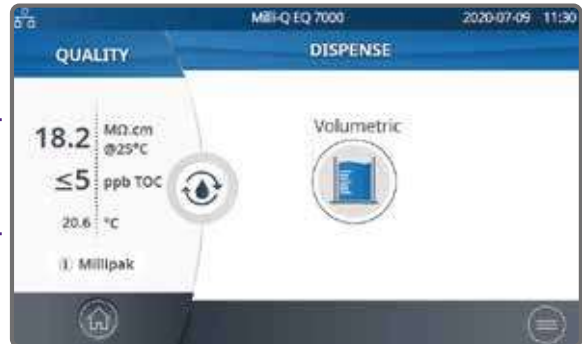 Milli-Q EQ 7000 2020-07-09 11:30
QUALITY
DISPENSE
18.2 MΩ.cm @25°C
≤5 ppb TOC
20.6 °C
① Millipak
Volumetric